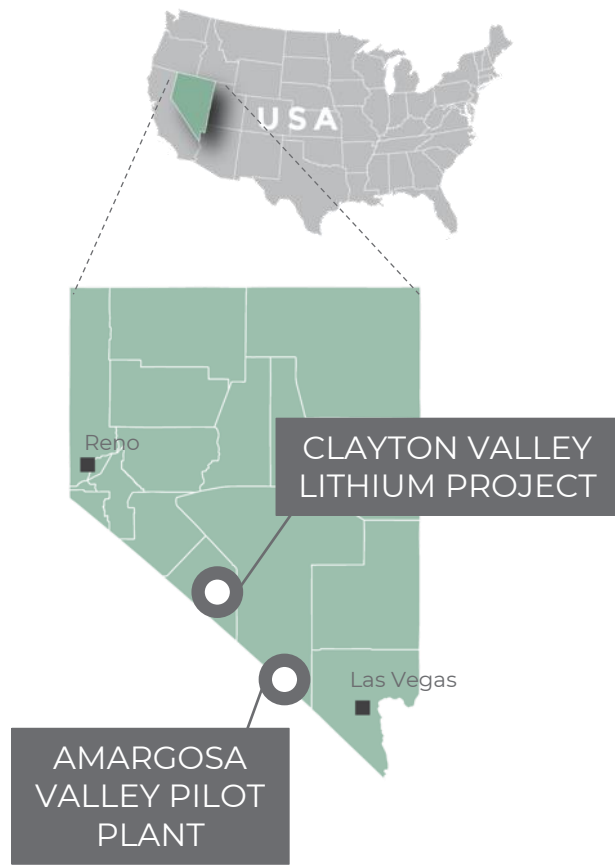 USA
Reno
CLAYTON VALLEY
LITHIUM PROJECT
Las Vegas
AMARGOSA
VALLEY PILOT
PLANT